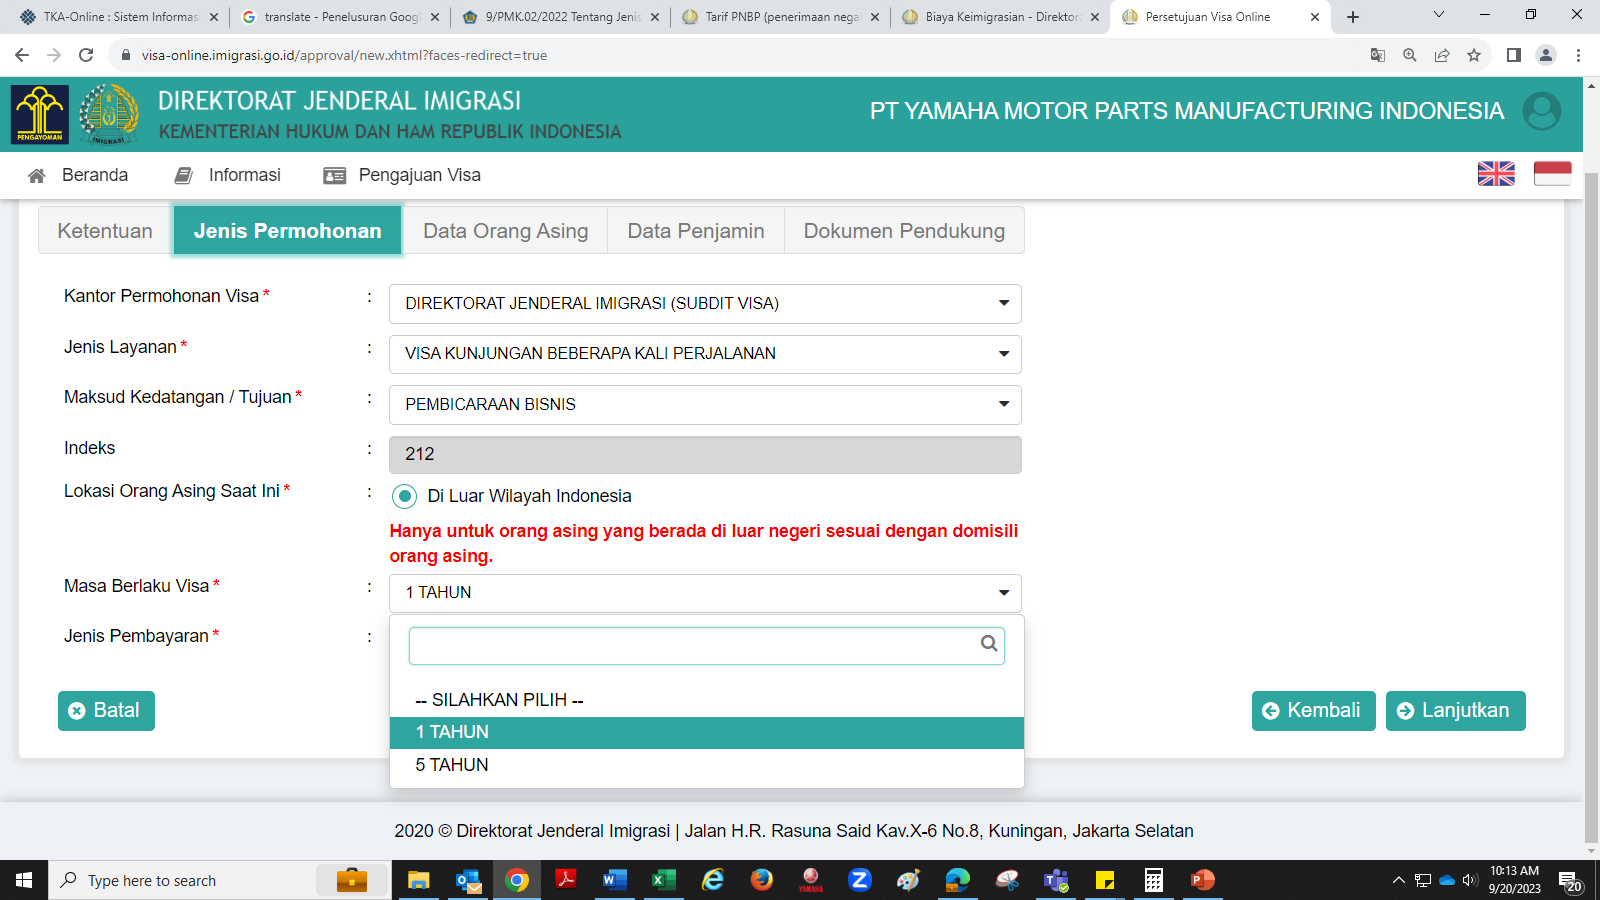 TKA-Online : Sistem Informas
translate - Penelusuran Googl
9/PMK.02/2022 Tentang Jenis
Tarif PNBP (penerimaan nega
Biaya Keimigrasian - Direktora
Persetujuan Visa Online
visa-online.imigrasi.go.id/approval/new.xhtml?faces-redirect=true
PENGAYOMAN
IMIGRASI
DIREKTORAT JENDERAL IMIGRASI
KEMENTERIAN HUKUM DAN HAM REPUBLIK INDONESIA
PT YAMAHA MOTOR PARTS MANUFACTURING INDONESIA
Beranda
Informasi
Pengajuan Visa
Ketentuan
Jenis Permohonan
Data Orang Asing
Data Penjamin
Dokumen Pendukung
Kantor Permohonan Visa * : DIREKTORAT JENDERAL IMIGRASI (SUBDIT VISA)
Jenis Layanan * : VISA KUNJUNGAN BEBERAPA KALI PERJALANAN
Maksud Kedatangan / Tujuan * : PEMBICARAAN BISNIS
Indeks : 212
Lokasi Orang Asing Saat Ini * : Di Luar Wilayah Indonesia
Hanya untuk orang asing yang berada di luar negeri sesuai dengan domisili
orang asing.
Masa Berlaku Visa * : 1 TAHUN
Jenis Pembayaran * :
-- SILAHKAN PILIH --
1 TAHUN
5 TAHUN
Batal
Kembali
Lanjutkan
2020 © Direktorat Jenderal Imigrasi | Jalan H.R. Rasuna Said Kav.X-6 No.8, Kuningan, Jakarta Selatan
Type here to search
YAMAHA
10:13 AM
9/20/2023
20